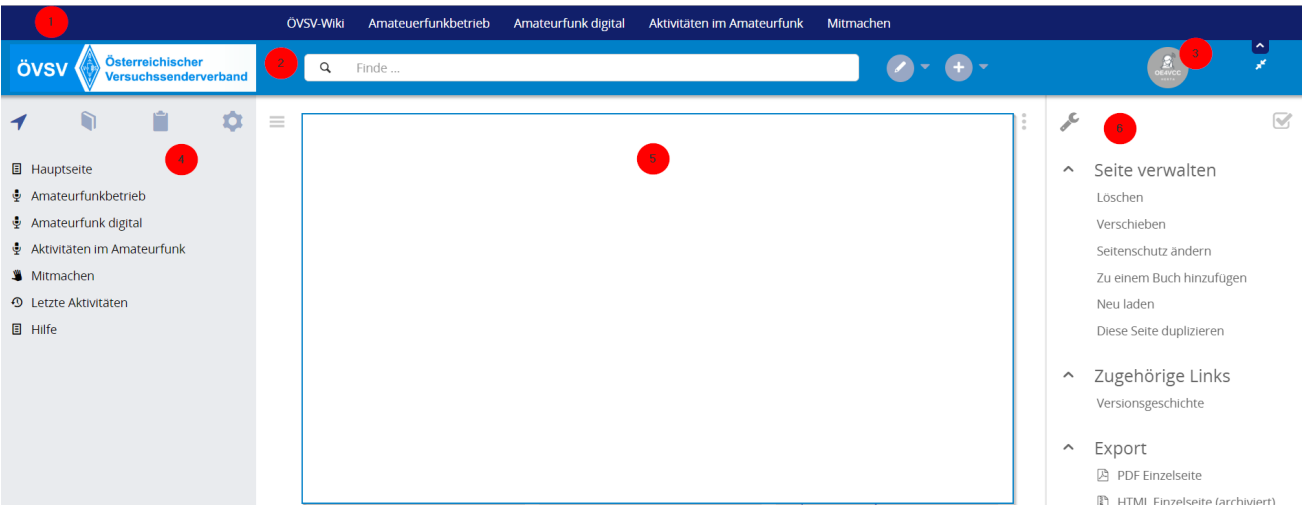 1
ÖVSV-Wiki Amateuerfunkbetrieb Amateurfunk digital Aktivitäten im Amateurfunk Mitmachen
ÖVSV Österreichischer
Versuchssenderverband
2
Finde ...
OE4VCC
3
4
5
6
Hauptseite
Amateurfunkbetrieb
Amateurfunk digital
Aktivitäten im Amateurfunk
Mitmachen
Letzte Aktivitäten
Hilfe
Seite verwalten
Löschen
Verschieben
Seitenschutz ändern
Zu einem Buch hinzufügen
Neu laden
Diese Seite duplizieren
Zugehörige Links
Versionsgeschichte
Export
PDF Einzelseite
HTML Einzelseite (archiviert)